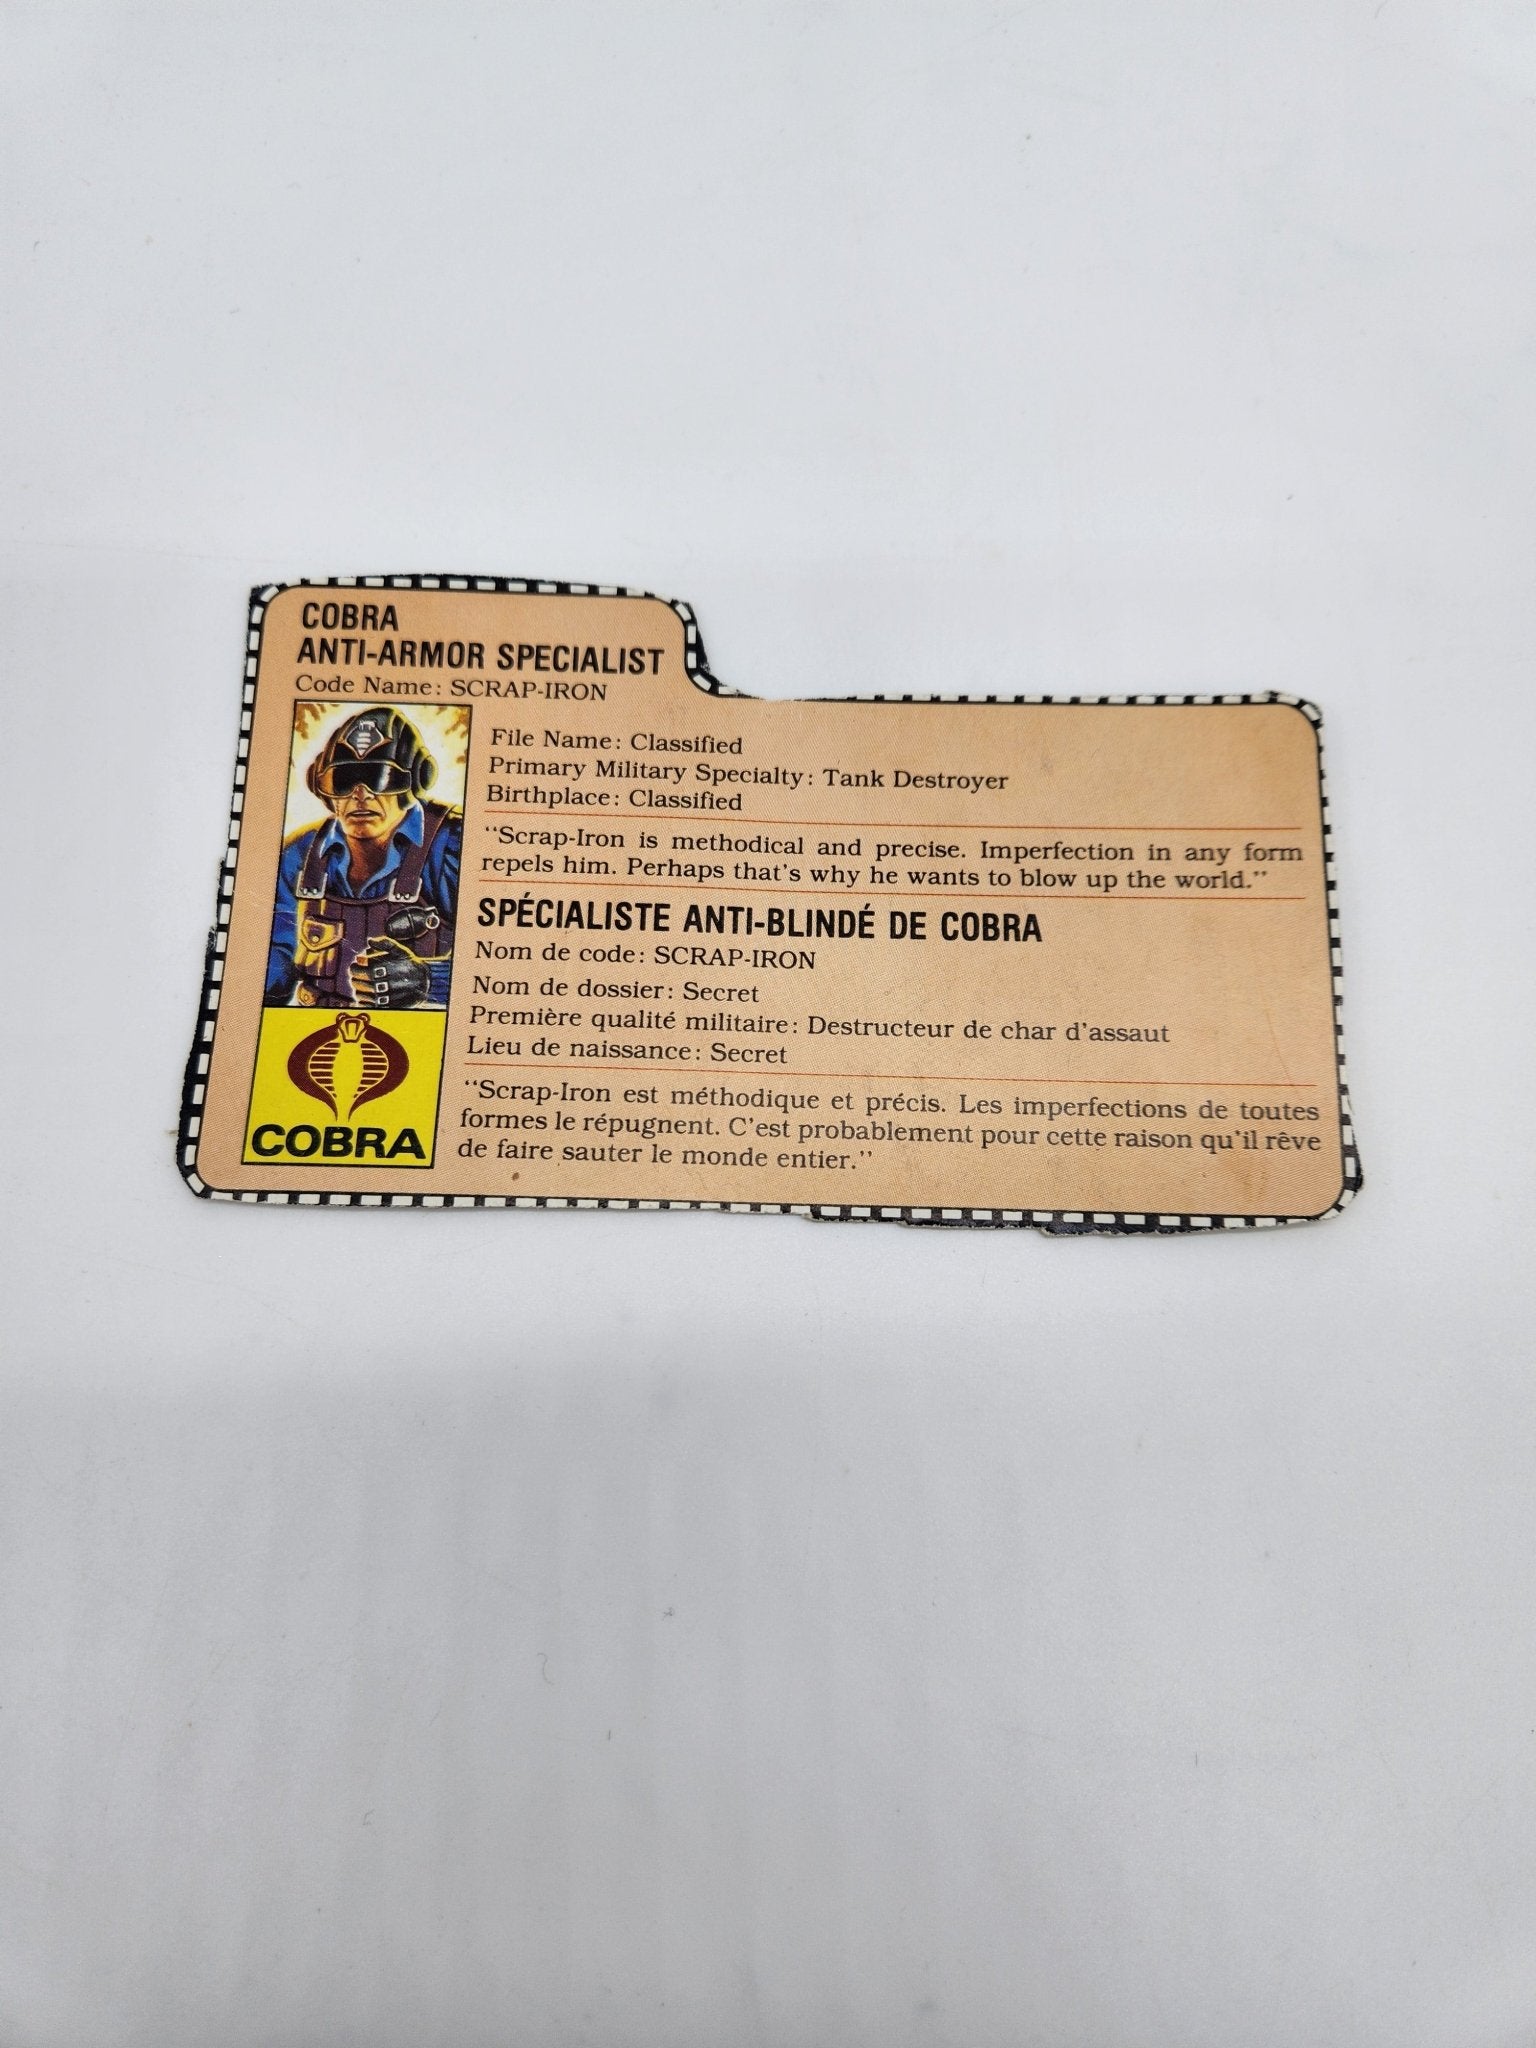 COBRA
ANTI-ARMOR SPECIALIST
Code Name: SCRAP-IRON
File Name: Classified
Primary Military Specialty: Tank Destroyer
Birthplace: Classified
"Scrap-Iron is methodical and precise. Imperfection in any form
repels him. Perhaps that's why he wants to blow up the world."
SPÉCIALISTE ANTI-BLINDÉ DE COBRA
Nom de code: SCRAP-IRON
Nom de dossier: Secret
Première qualité militaire: Destructeur de char d'assaut
Lieu de naissance: Secret
"Scrap-Iron est méthodique et précis. Les imperfections de toutes
formes le répugnent. C'est probablement pour cette raison qu'il rêve
de faire sauter le monde entier."
COBRA